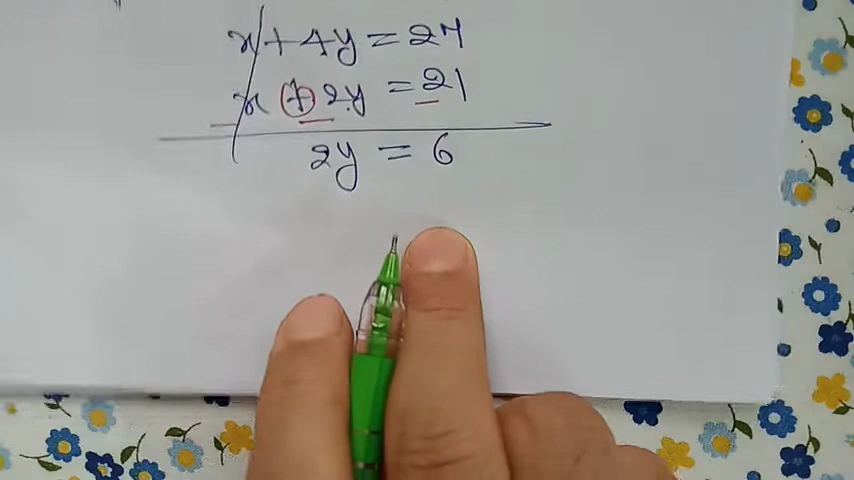 x + 4y = 27
x + 2y = 21
2y = 6